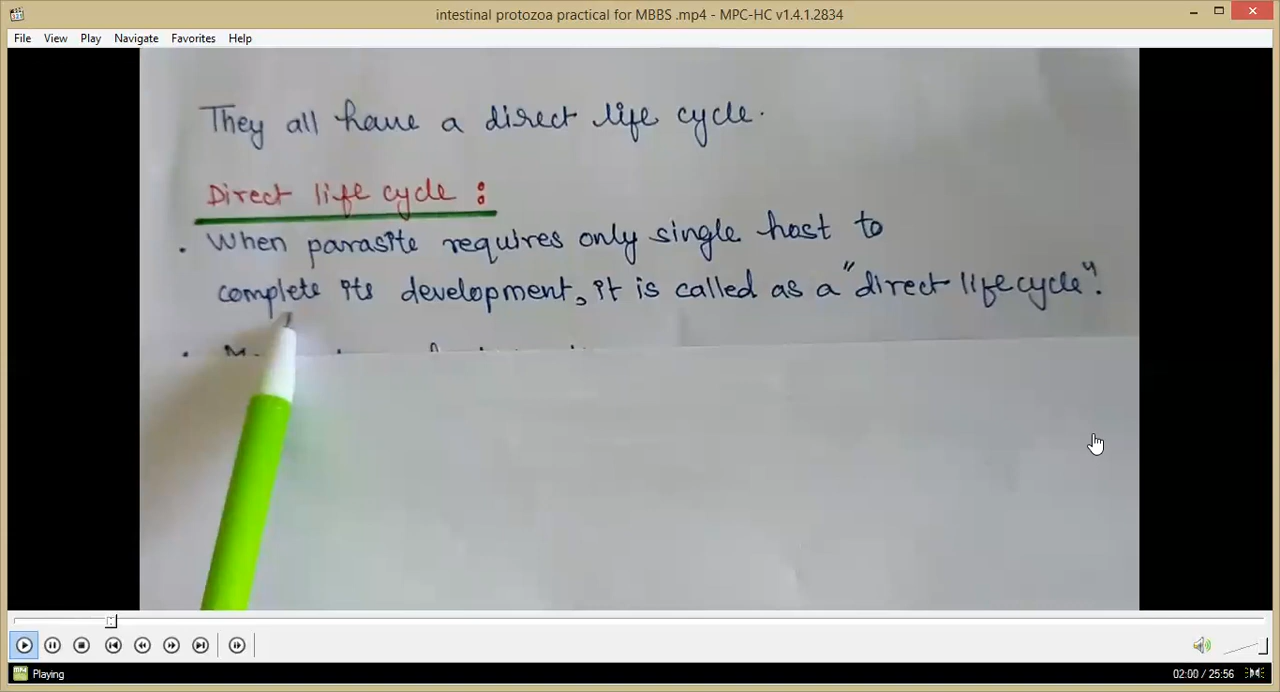 intestinal protozoa practical for MBBS .mp4 - MPC-HC v1.4.1.2834
File View Play Navigate Favorites Help
They all have a direct life cycle.
Direct life cycle :
. When parasite requires only single host to
complete its development, it is called as a "direct life cycle".
Playing
02:00 / 25:56